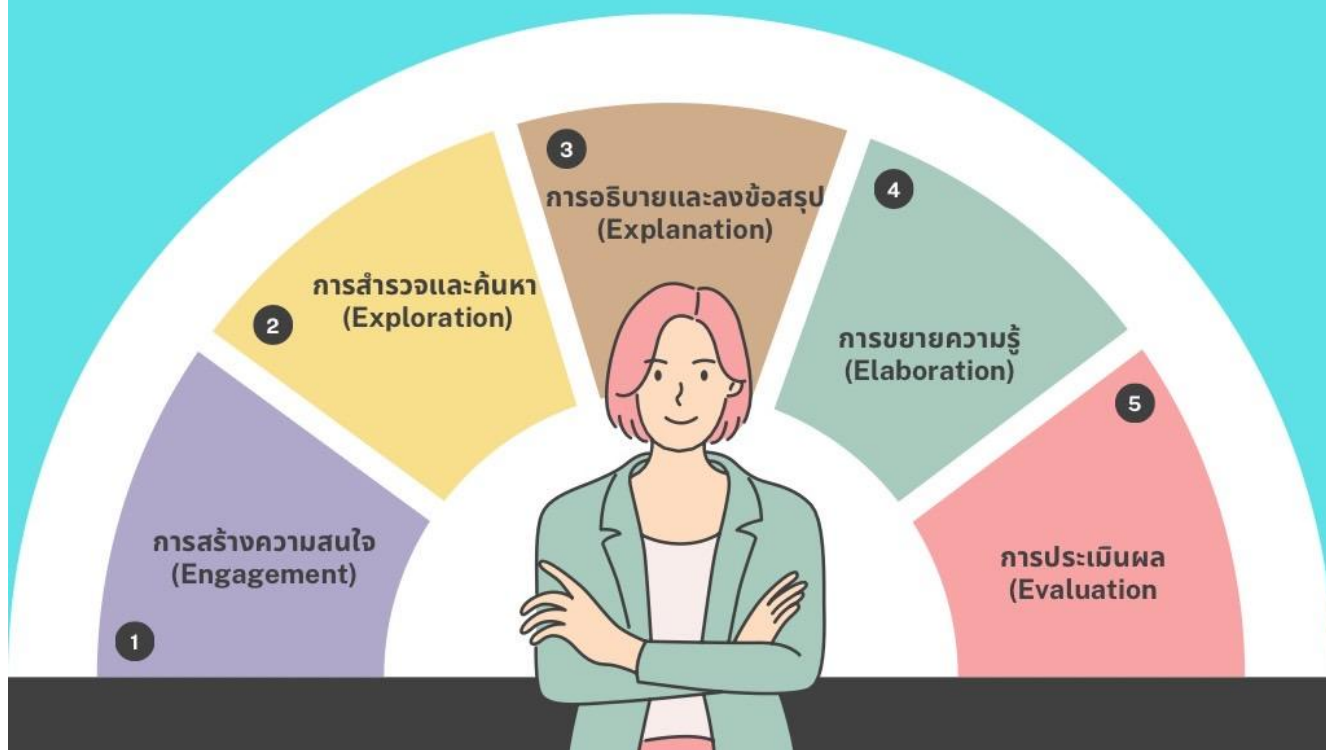 1
การสร้างความสนใจ
(Engagement)
2
การสำรวจและค้นหา
(Exploration)
3
การอธิบายและลงข้อสรุป
(Explanation)
4
การขยายความรู้
(Elaboration)
5
การประเมินผล
(Evaluation